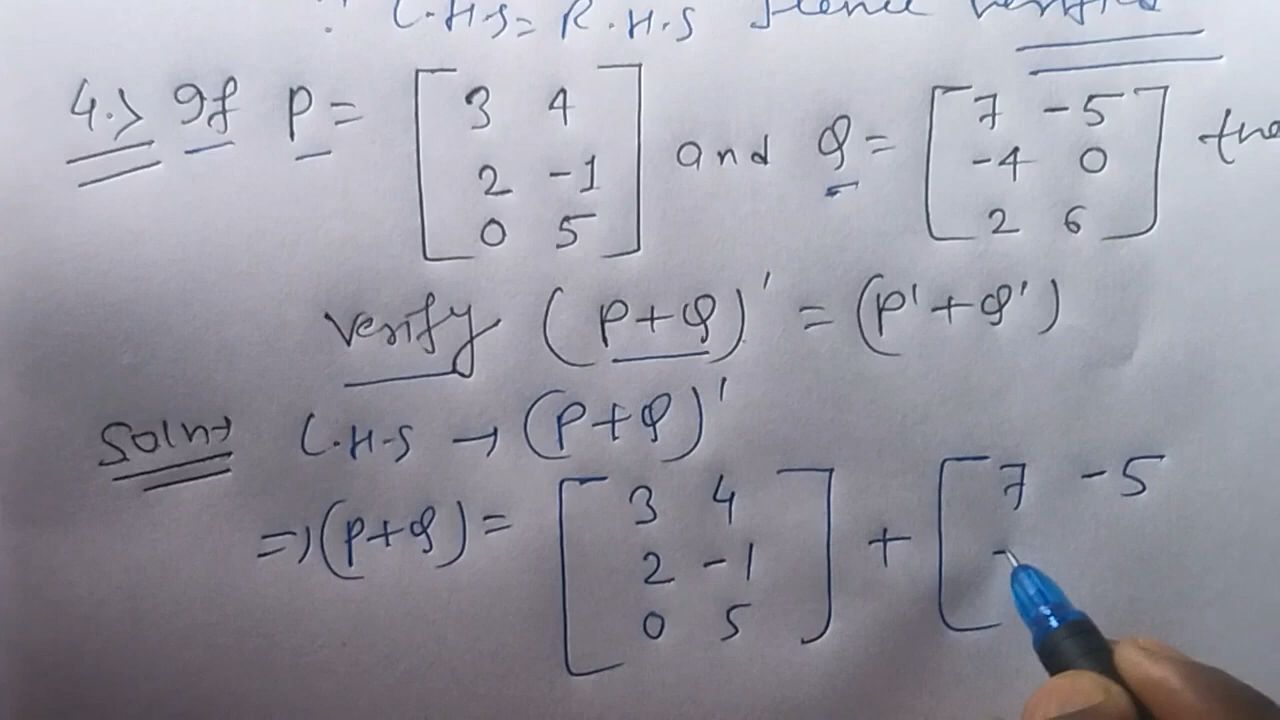 ∴ L.H.S = R.H.S Hence verified
4.> If P = [ 3 4 ] and Q = [ 7 -5 ]
[ 2 -1 ] [ -4 0 ]
[ 0 5 ] [ 2 6 ]
verify (P+Q)' = (P'+Q')
Soln→ L.H.S → (P+Q)'
=> (P+Q) = [ 3 4 ] + [ 7 -5
[ 2 -1 ] -
[ 0 5 ]